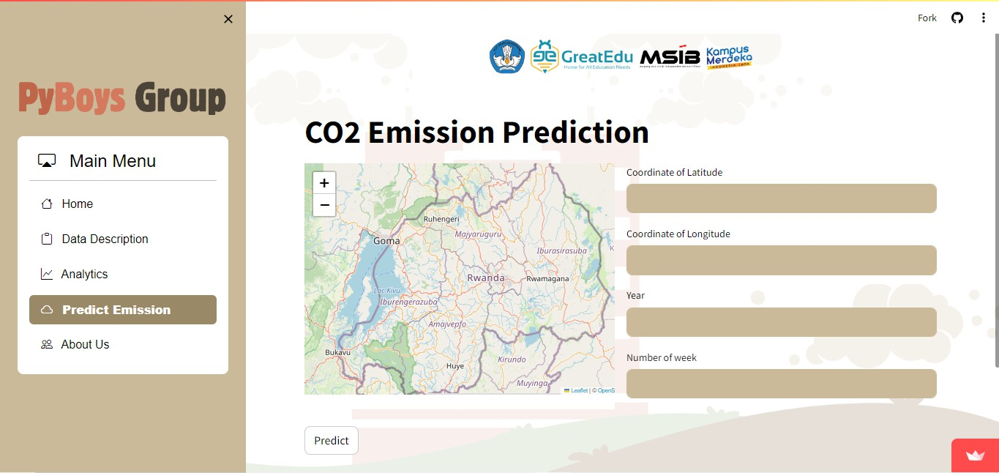 Fork
PyBoys Group
Main Menu
Home
Data Description
Analytics
Predict Emission
About Us
GreatEdu
Home for All Education Needs
MSIB
Kampus
Merdeka
INDONESIA JAYA
CO2 Emission Prediction
+
−
Ruhengeri
Goma
Majyaruguru
Iburasirasuba
K
Rwanda
Rwamagana
Lac Kivu
Iburengerazuba
Amajyepfo
Bukavu
Huye
Kirundo
Muyinga
Leaflet | © OpenS
Coordinate of Latitude
Coordinate of Longitude
Year
Number of week
Predict